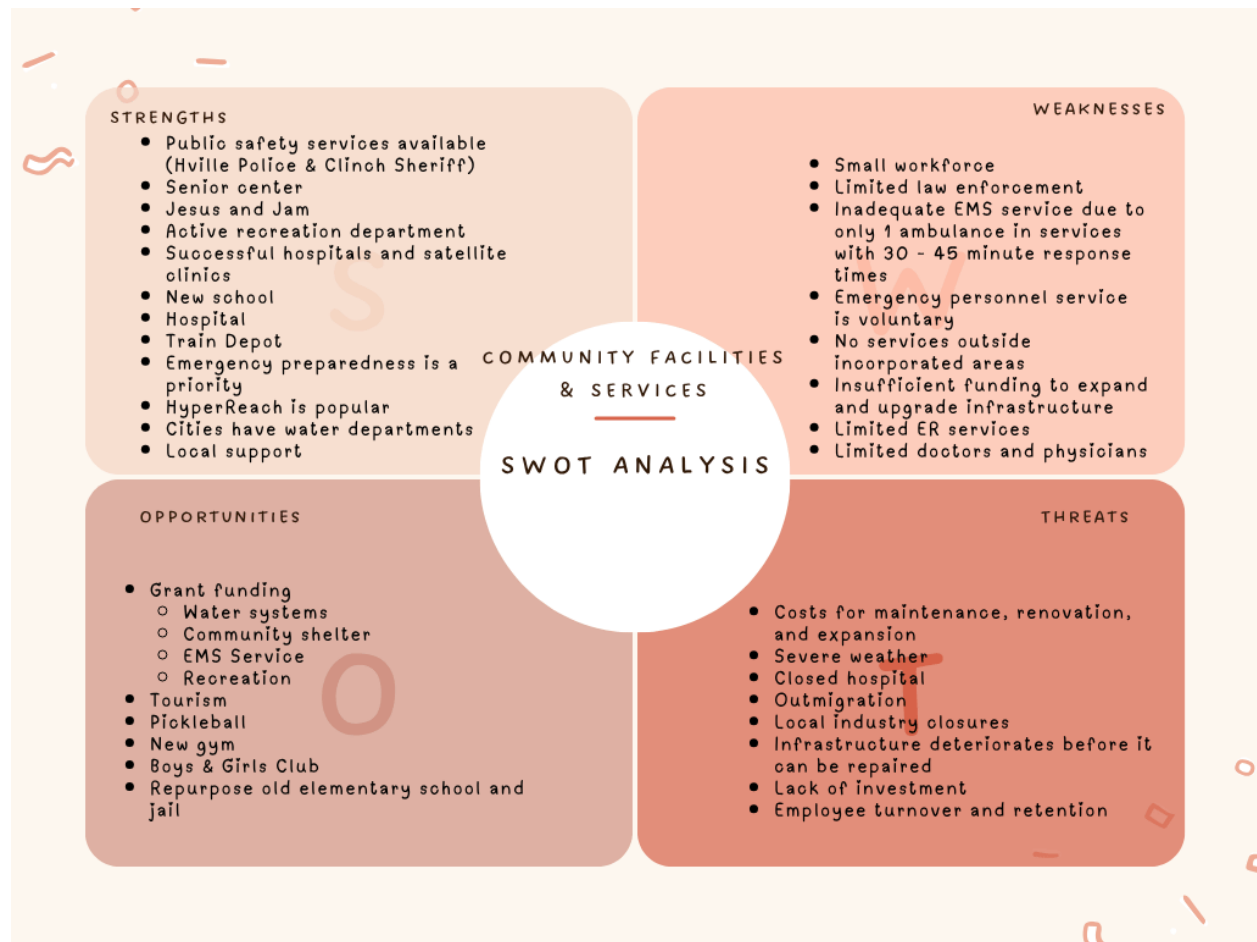 STRENGTHS
• Public safety services available
(Hville Police & Clinch Sheriff)
• Senior center
• Jesus and Jam
• Active recreation department
• Successful hospitals and satellite
clinics
• New school
• Hospital
• Train Depot
• Emergency preparedness is a
priority
• HyperReach is popular
• Cities have water departments
• Local support
S
WEAKNESSES
• Small workforce
• Limited law enforcement
• Inadequate EMS service due to
only 1 ambulance in services
with 30 - 45 minute response
times
• Emergency personnel service
is voluntary
• No services outside
incorporated areas
• Insufficient funding to expand
and upgrade infrastructure
• Limited ER services
• Limited doctors and physicians
W
COMMUNITY FACILITIES
& SERVICES
SWOT ANALYSIS
OPPORTUNITIES
• Grant funding
○ Water systems
○ Community shelter
○ EMS Service
○ Recreation
• Tourism
• Pickleball
• New gym
• Boys & Girls Club
• Repurpose old elementary school and
jail
O
THREATS
• Costs for maintenance, renovation,
and expansion
• Severe weather
• Closed hospital
• Outmigration
• Local industry closures
• Infrastructure deteriorates before it
can be repaired
• Lack of investment
• Employee turnover and retention
T